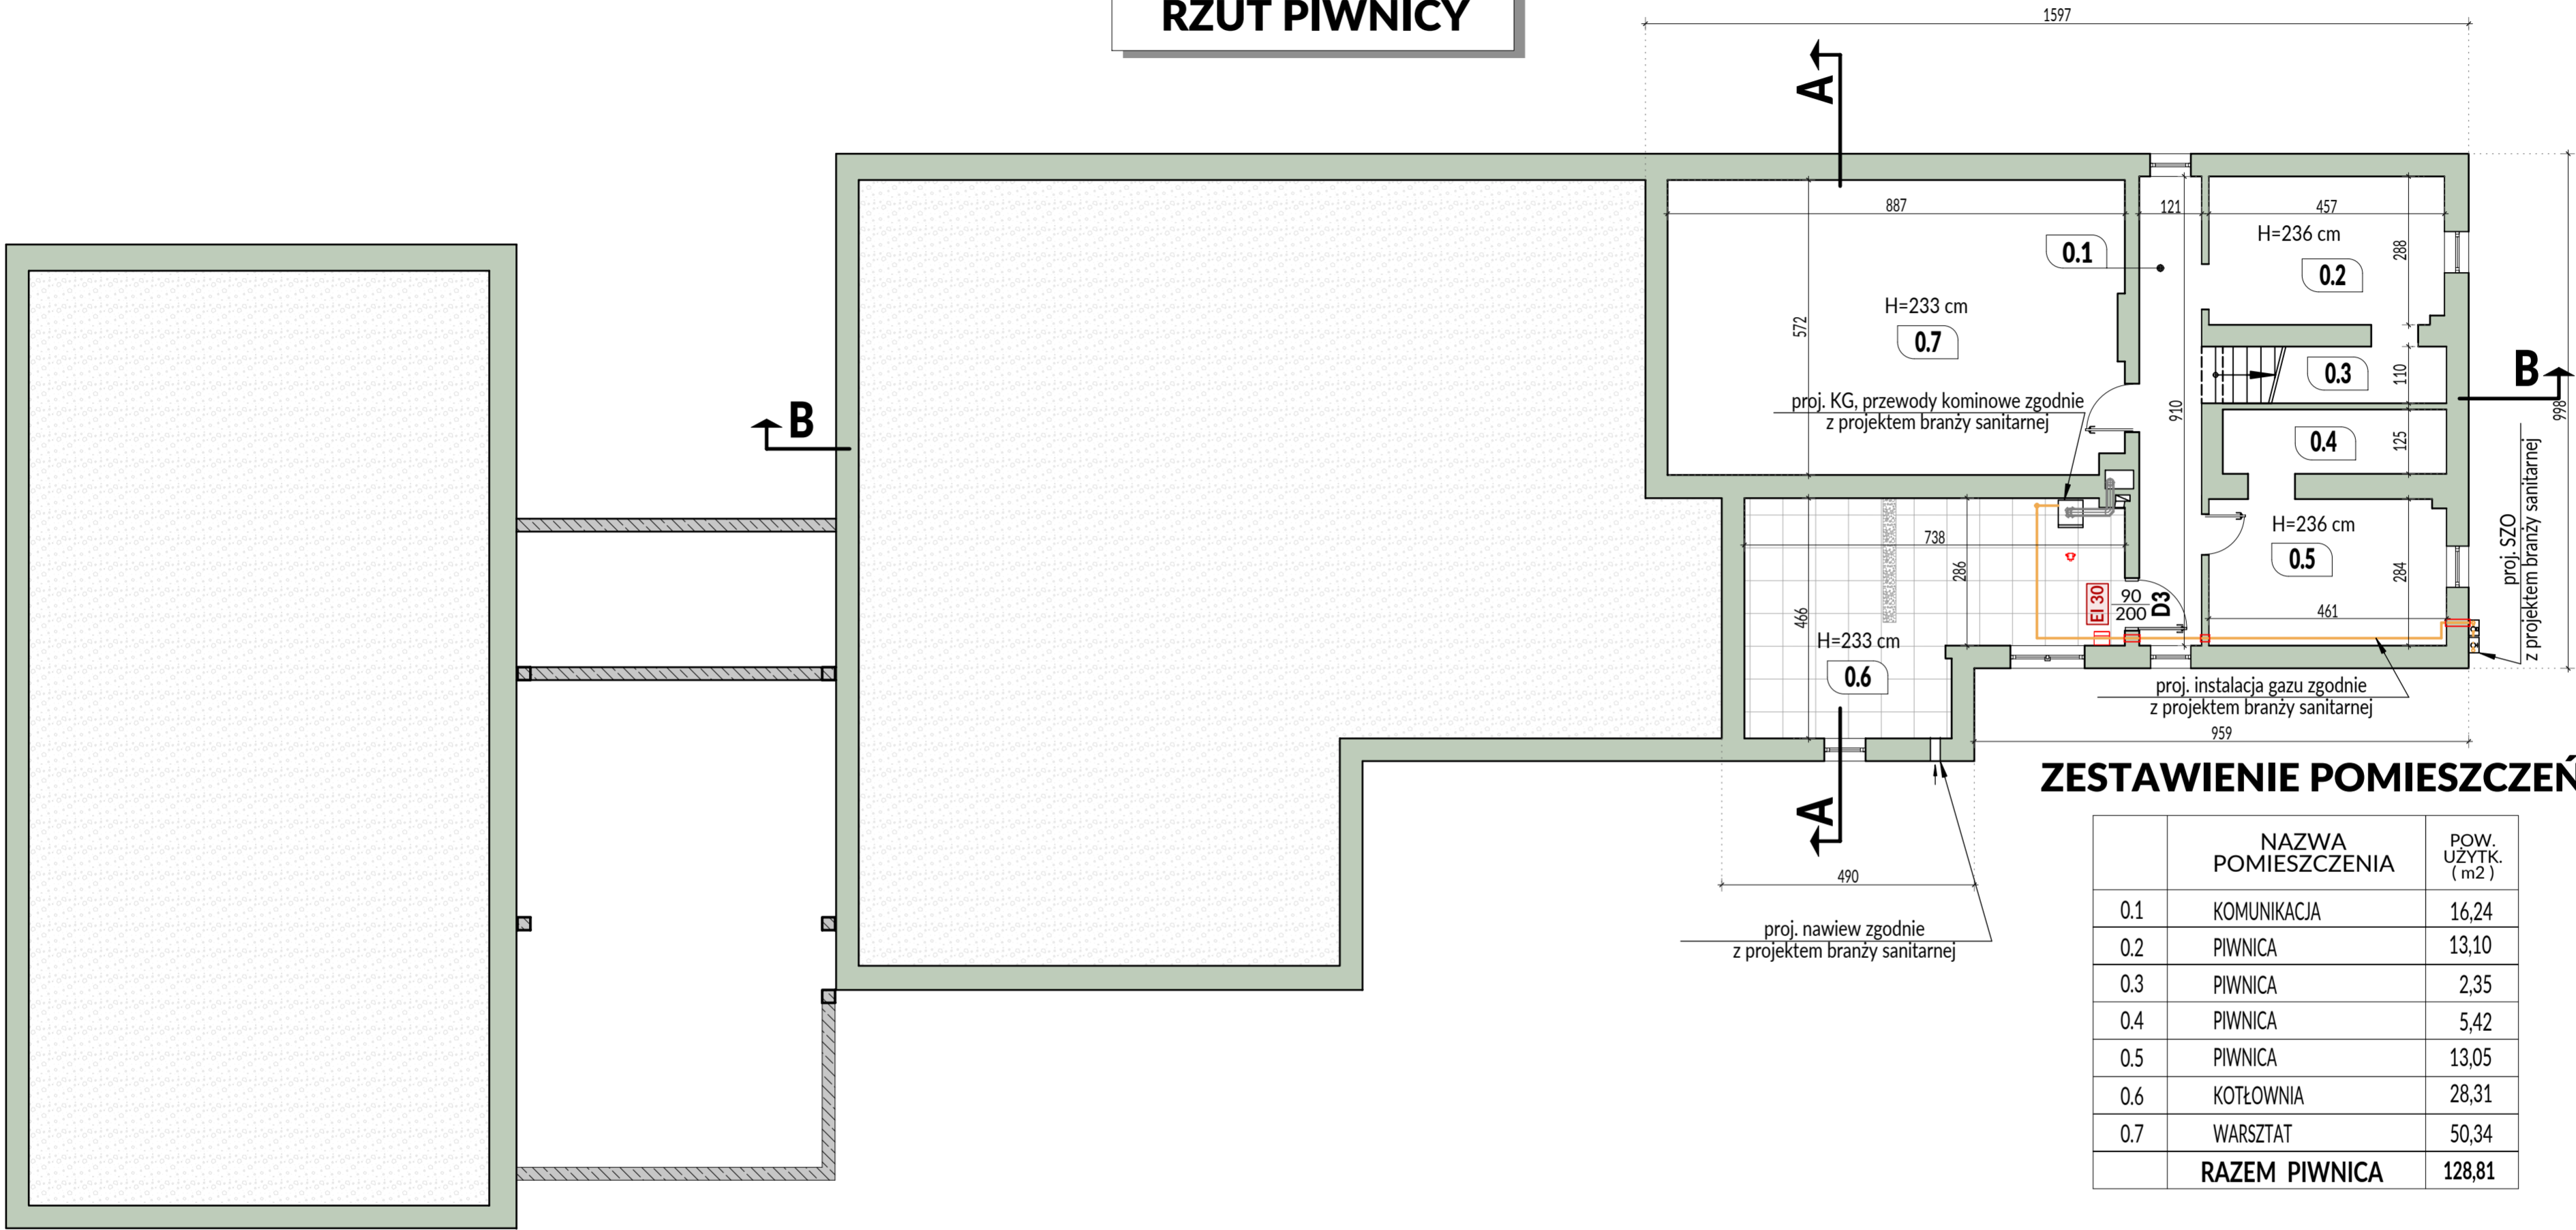 RZUT PIWNICY
1597
A
887
121
457
H=236 cm
288
0.1
0.2
H=233 cm
572
0.7
0.3
110
B
998
B
proj. KG, przewody kominowe zgodnie
z projektem branży sanitarnej
910
0.4
125
738
286
466
H=236 cm
0.5
284
461
EI 30
90
200
D3
proj. SZO
z projektem branży sanitarnej
H=233 cm
0.6
proj. instalacja gazu zgodnie
z projektem branży sanitarnej
959
A
490
proj. nawiew zgodnie
z projektem branży sanitarnej
ZESTAWIENIE POMIESZCZEŃ
NAZWA
POMIESZCZENIA
POW.
UŻYTK.
( m2 )
0.1 KOMUNIKACJA 16,24
0.2 PIWNICA 13,10
0.3 PIWNICA 2,35
0.4 PIWNICA 5,42
0.5 PIWNICA 13,05
0.6 KOTŁOWNIA 28,31
0.7 WARSZTAT 50,34
RAZEM PIWNICA 128,81